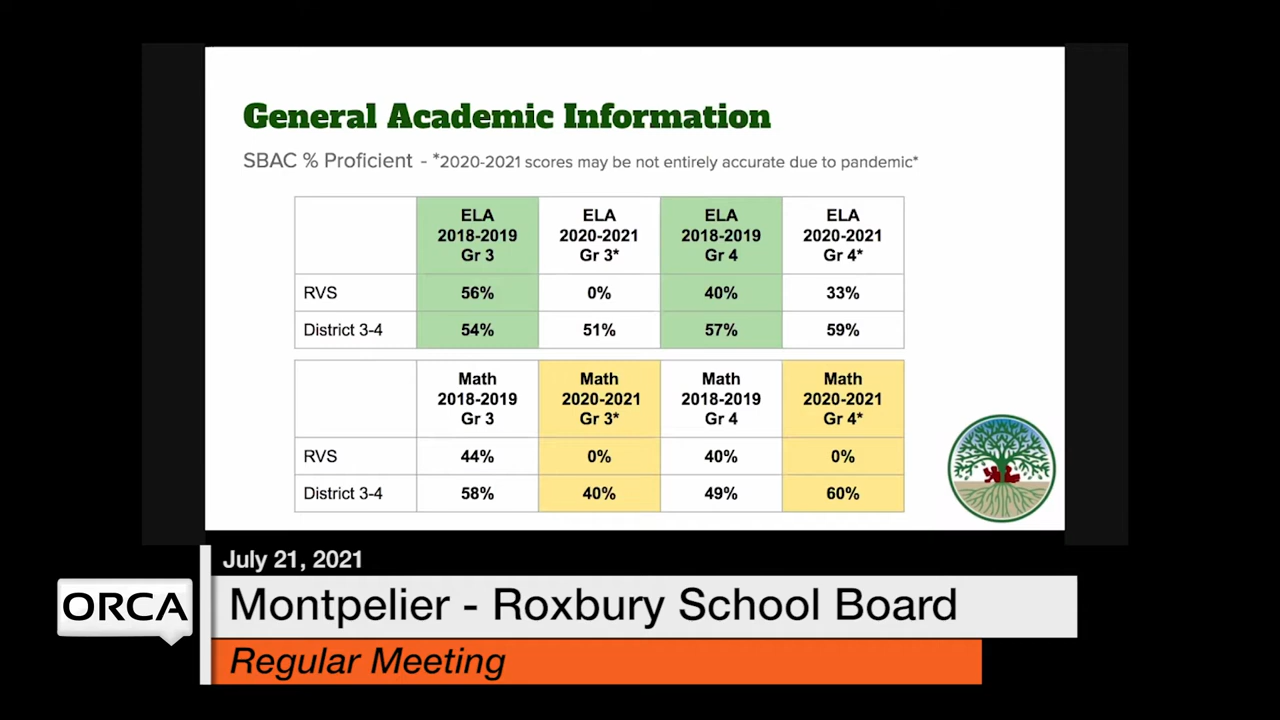 General Academic Information
SBAC % Proficient - *2020-2021 scores may be not entirely accurate due to pandemic*
ELA 2018-2019 Gr 3
ELA 2020-2021 Gr 3*
ELA 2018-2019 Gr 4
ELA 2020-2021 Gr 4*
RVS 56% 0% 40% 33%
District 3-4 54% 51% 57% 59%
Math 2018-2019 Gr 3
Math 2020-2021 Gr 3*
Math 2018-2019 Gr 4
Math 2020-2021 Gr 4*
RVS 44% 0% 40% 0%
District 3-4 58% 40% 49% 60%
July 21, 2021
ORCA
Montpelier - Roxbury School Board
Regular Meeting